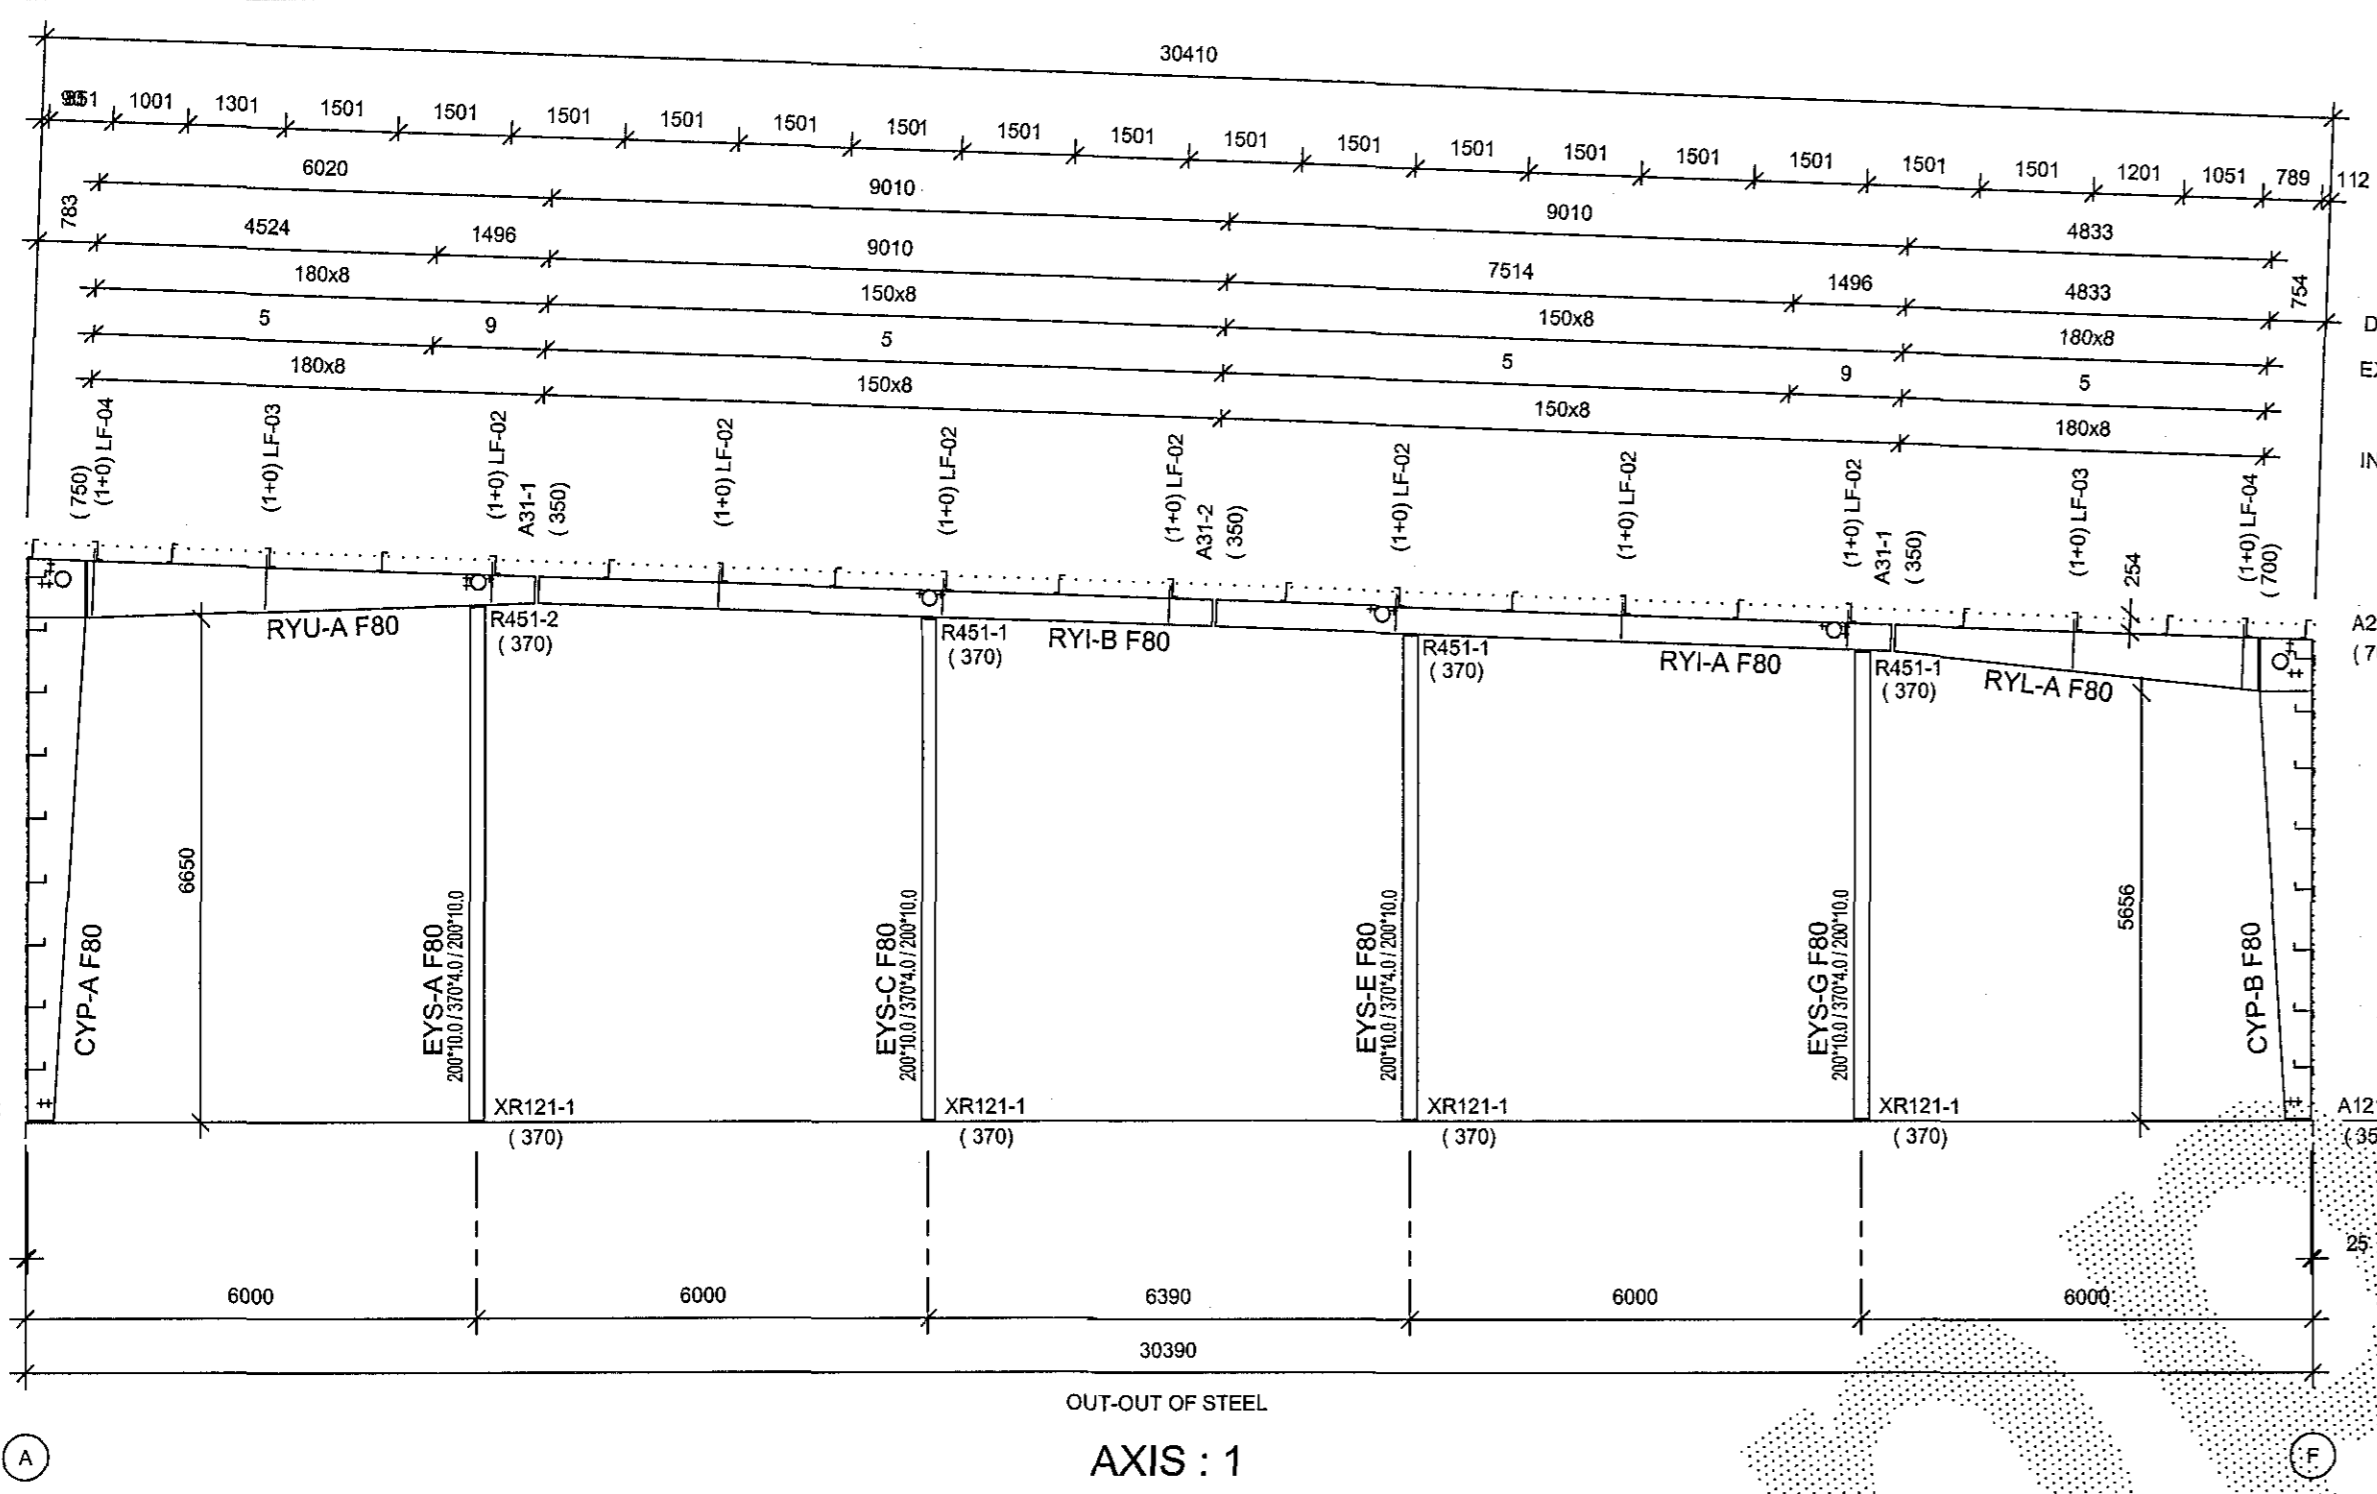 30410
851 1001 1301 1501 1501 1501 1501 1501 1501 1501 1501 1501 1501 1501 1501 1501 1501 1501 1501 1201 1051 789 112
6020 9010 9010 4833
783 4524 1496 9010 7514 1496 4833 754
180x8 150x8 150x8 180x8
5 9 5 5 9 5
180x8 150x8 150x8 180x8
D
EX
IN
( 750)
(1+0) LF-04
(1+0) LF-03
(1+0) LF-02
A31-1
( 350)
(1+0) LF-02
(1+0) LF-02
(1+0) LF-02
A31-2
( 350)
(1+0) LF-02
(1+0) LF-02
(1+0) LF-02
A31-1
( 350)
(1+0) LF-03
254
(1+0) LF-04
( 700)
RYU-A F80
R451-2
( 370)
R451-1
( 370)
RYI-B F80
R451-1
( 370)
RYI-A F80
R451-1
( 370)
RYL-A F80
A2
( 7
CYP-A F80
6650
EYS-A F80
200*10.0 / 370*4.0 / 200*10.0
EYS-C F80
200*10.0 / 370*4.0 / 200*10.0
EYS-E F80
200*10.0 / 370*4.0 / 200*10.0
EYS-G F80
200*10.0 / 370*4.0 / 200*10.0
5656
CYP-B F80
XR121-1
( 370)
XR121-1
( 370)
XR121-1
( 370)
XR121-1
( 370)
A12
( 35
25
6000 6000 6390 6000 6000
30390
OUT-OUT OF STEEL
A
AXIS : 1
F